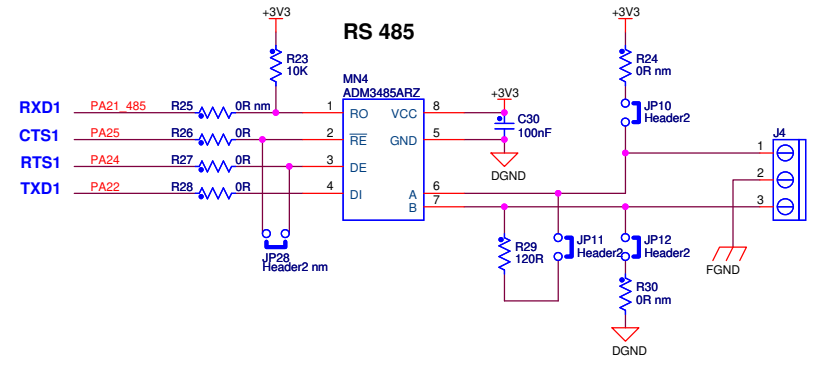 RS 485
+3V3
+3V3
R23
10K
R24
0R nm
MN4
ADM3485ARZ
+3V3
JP10
Header2
RXD1 PA21_485 R25 0R nm 1 RO VCC 8
C30
100nF
CTS1 PA25 R26 0R 2 RE GND 5
J4
1
RTS1 PA24 R27 0R 3 DE
DGND
2
TXD1 PA22 R28 0R 4 DI A 6
B 7
3
JP28
Header2 nm
R29
120R
JP11
Header2
JP12
Header2
FGND
R30
0R nm
DGND